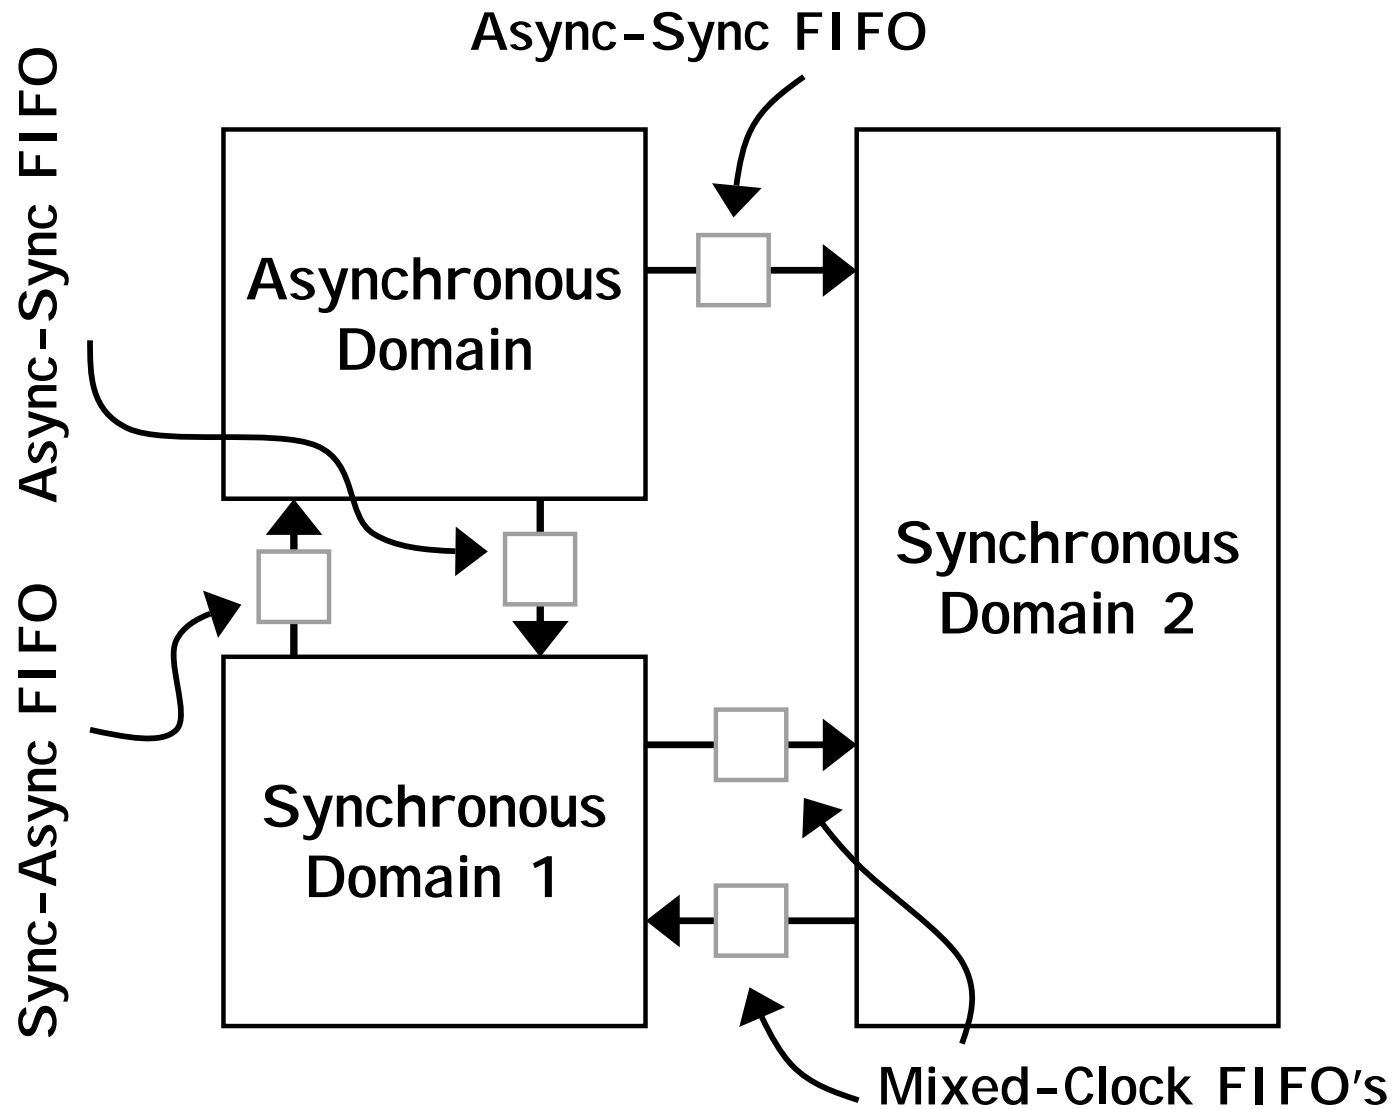 Async-Sync FIFO
Async-Sync FIFO
Asynchronous
Domain
Synchronous
Domain 2
Sync-Async FIFO
Synchronous
Domain 1
Mixed-Clock FIFO's